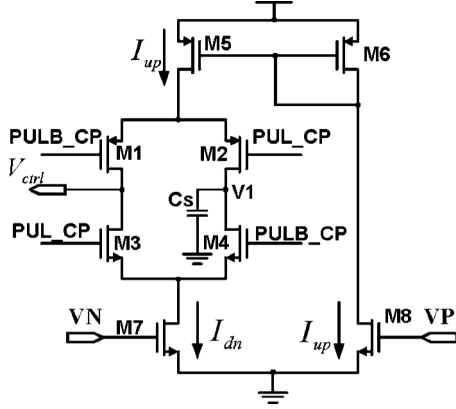 I_up M5 M6
PULB_CP PUL_CP
M1 M2
V_ctrl Cs V1
PUL_CP PULB_CP
M3 M4
VN M7 I_dn I_up M8 VP